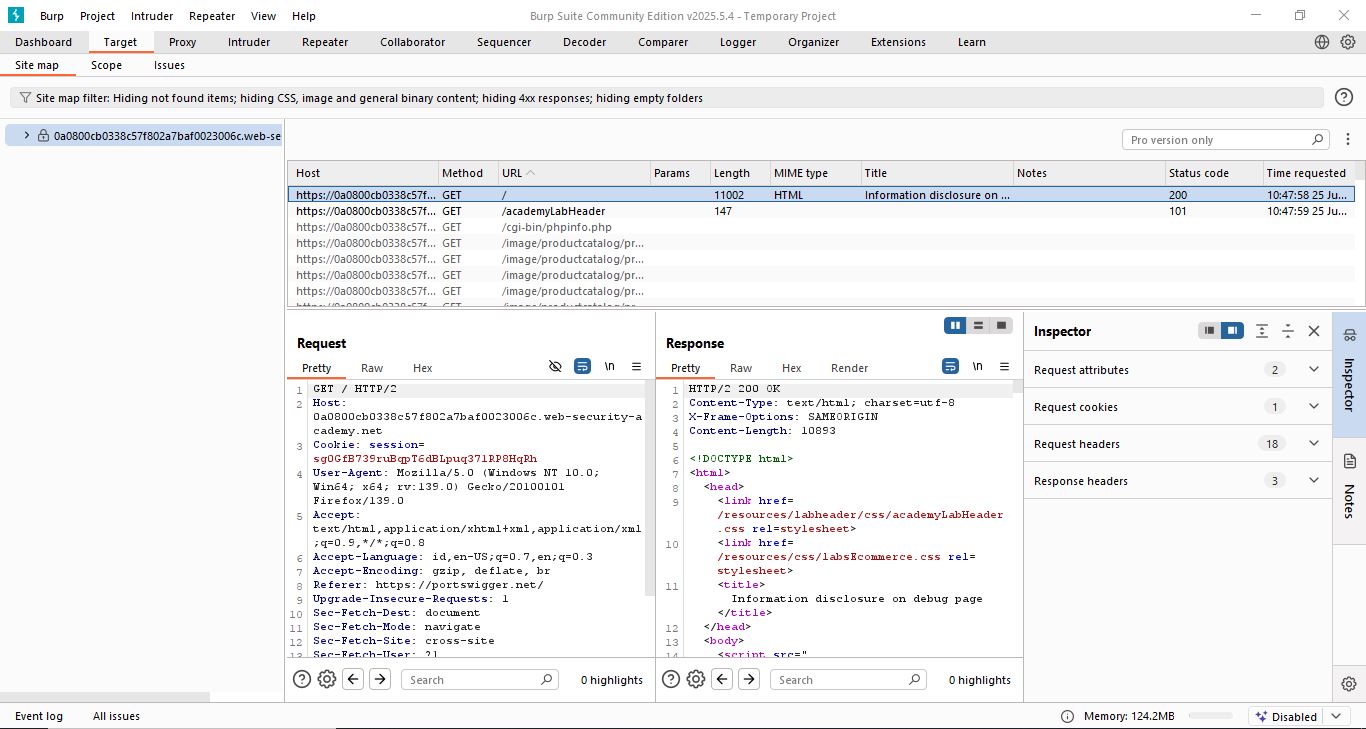 Burp Project Intruder Repeater View Help Burp Suite Community Edition v2025.5.4 - Temporary Project
Dashboard Target Proxy Intruder Repeater Collaborator Sequencer Decoder Comparer Logger Organizer Extensions Learn
Site map Scope Issues
Site map filter: Hiding not found items; hiding CSS, image and general binary content; hiding 4xx responses; hiding empty folders
0a0800cb0338c57f802a7baf0023006c.web-se
Pro version only
Host Method URL Params Length MIME type Title Notes Status code Time requested
https://0a0800cb0338c57f... GET / 11002 HTML Information disclosure on ... 200 10:47:58 25 Ju...
https://0a0800cb0338c57f... GET /academyLabHeader 147 101 10:47:59 25 Ju...
https://0a0800cb0338c57f... GET /cgi-bin/phpinfo.php
https://0a0800cb0338c57f... GET /image/productcatalog/pr...
https://0a0800cb0338c57f... GET /image/productcatalog/pr...
https://0a0800cb0338c57f... GET /image/productcatalog/pr...
https://0a0800cb0338c57f... GET /image/productcatalog/pr...
https://0a0800cb0338c57f... GET /image/productcatalog/pr...
Request
Pretty Raw Hex \n
1 GET / HTTP/2
2 Host:
0a0800cb0338c57f802a7baf0023006c.web-security-a
cademy.net
3 Cookie: session=
sg0GfB739ruBqpT6dBLpuq371RP8HqRh
4 User-Agent: Mozilla/5.0 (Windows NT 10.0;
Win64; x64; rv:139.0) Gecko/20100101
Firefox/139.0
5 Accept:
text/html,application/xhtml+xml,application/xml
;q=0.9,*/*;q=0.8
6 Accept-Language: id,en-US;q=0.7,en;q=0.3
7 Accept-Encoding: gzip, deflate, br
8 Referer: https://portswigger.net/
9 Upgrade-Insecure-Requests: 1
10 Sec-Fetch-Dest: document
11 Sec-Fetch-Mode: navigate
12 Sec-Fetch-Site: cross-site
13 Sec-Fetch-User: ?1
Search 0 highlights
Response
Pretty Raw Hex Render \n
1 HTTP/2 200 OK
2 Content-Type: text/html; charset=utf-8
3 X-Frame-Options: SAMEORIGIN
4 Content-Length: 10893
5
6 <!DOCTYPE html>
7 <html>
8 <head>
9 <link href=
/resources/labheader/css/academyLabHeader
.css rel=stylesheet>
10 <link href=
/resources/css/labsEcommerce.css rel=
stylesheet>
11 <title>
Information disclosure on debug page
</title>
12 </head>
13 <body>
14 <script src="
Search 0 highlights
Inspector
Request attributes 2
Request cookies 1
Request headers 18
Response headers 3
Inspector
Notes
Event log All issues Memory: 124.2MB Disabled